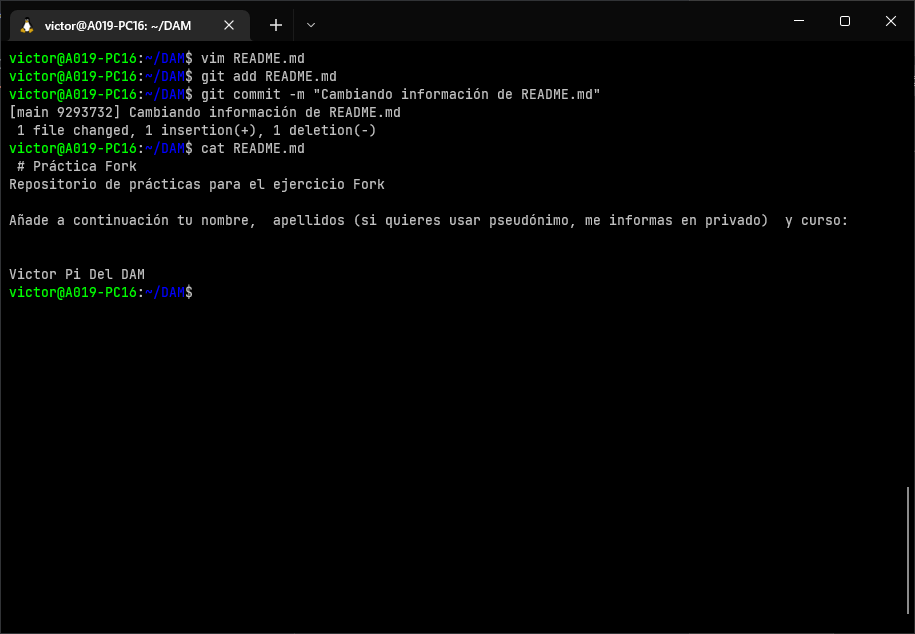 victor@A019-PC16: ~/DAM
victor@A019-PC16:~/DAM$ vim README.md
victor@A019-PC16:~/DAM$ git add README.md
victor@A019-PC16:~/DAM$ git commit -m "Cambiando información de README.md"
[main 9293732] Cambiando información de README.md
 1 file changed, 1 insertion(+), 1 deletion(-)
victor@A019-PC16:~/DAM$ cat README.md
 # Práctica Fork
Repositorio de prácticas para el ejercicio Fork
Añade a continuación tu nombre,  apellidos (si quieres usar pseudónimo, me informas en privado)  y curso:
Victor Pi Del DAM
victor@A019-PC16:~/DAM$